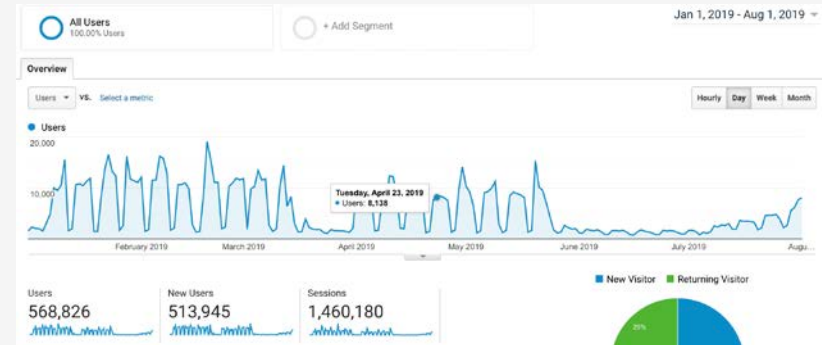 All Users
100.00% Users
+ Add Segment
Jan 1, 2019 - Aug 1, 2019
Overview
Users
VS.
Select a metric
Hourly
Day
Week
Month
Users
20,000
10,000
Tuesday, April 23, 2019
Users: 8,138
February 2019
March 2019
April 2019
May 2019
June 2019
July 2019
Augu...
Users
568,826
New Users
513,945
Sessions
1,460,180
New Visitor
Returning Visitor